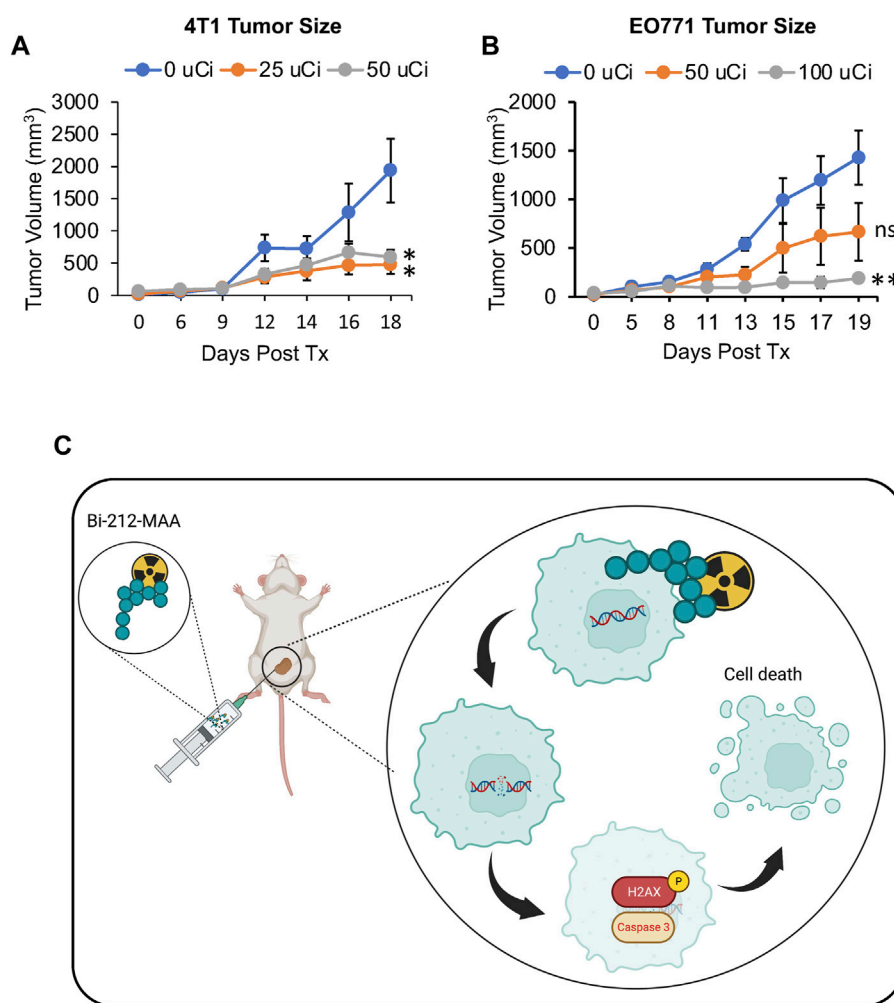 4T1 Tumor Size
A
0 uCi 25 uCi 50 uCi
3000
2500
2000
1500
1000
500
0
Tumor Volume (mm³)
*
*
0 6 9 12 14 16 18
Days Post Tx
EO771 Tumor Size
B
0 uCi 50 uCi 100 uCi
2000
1500
1000
500
0
Tumor Volume (mm³)
ns
**
0 5 8 11 13 15 17 19
Days Post Tx
C
Bi-212-MAA
Cell death
P
H2AX
Caspase 3